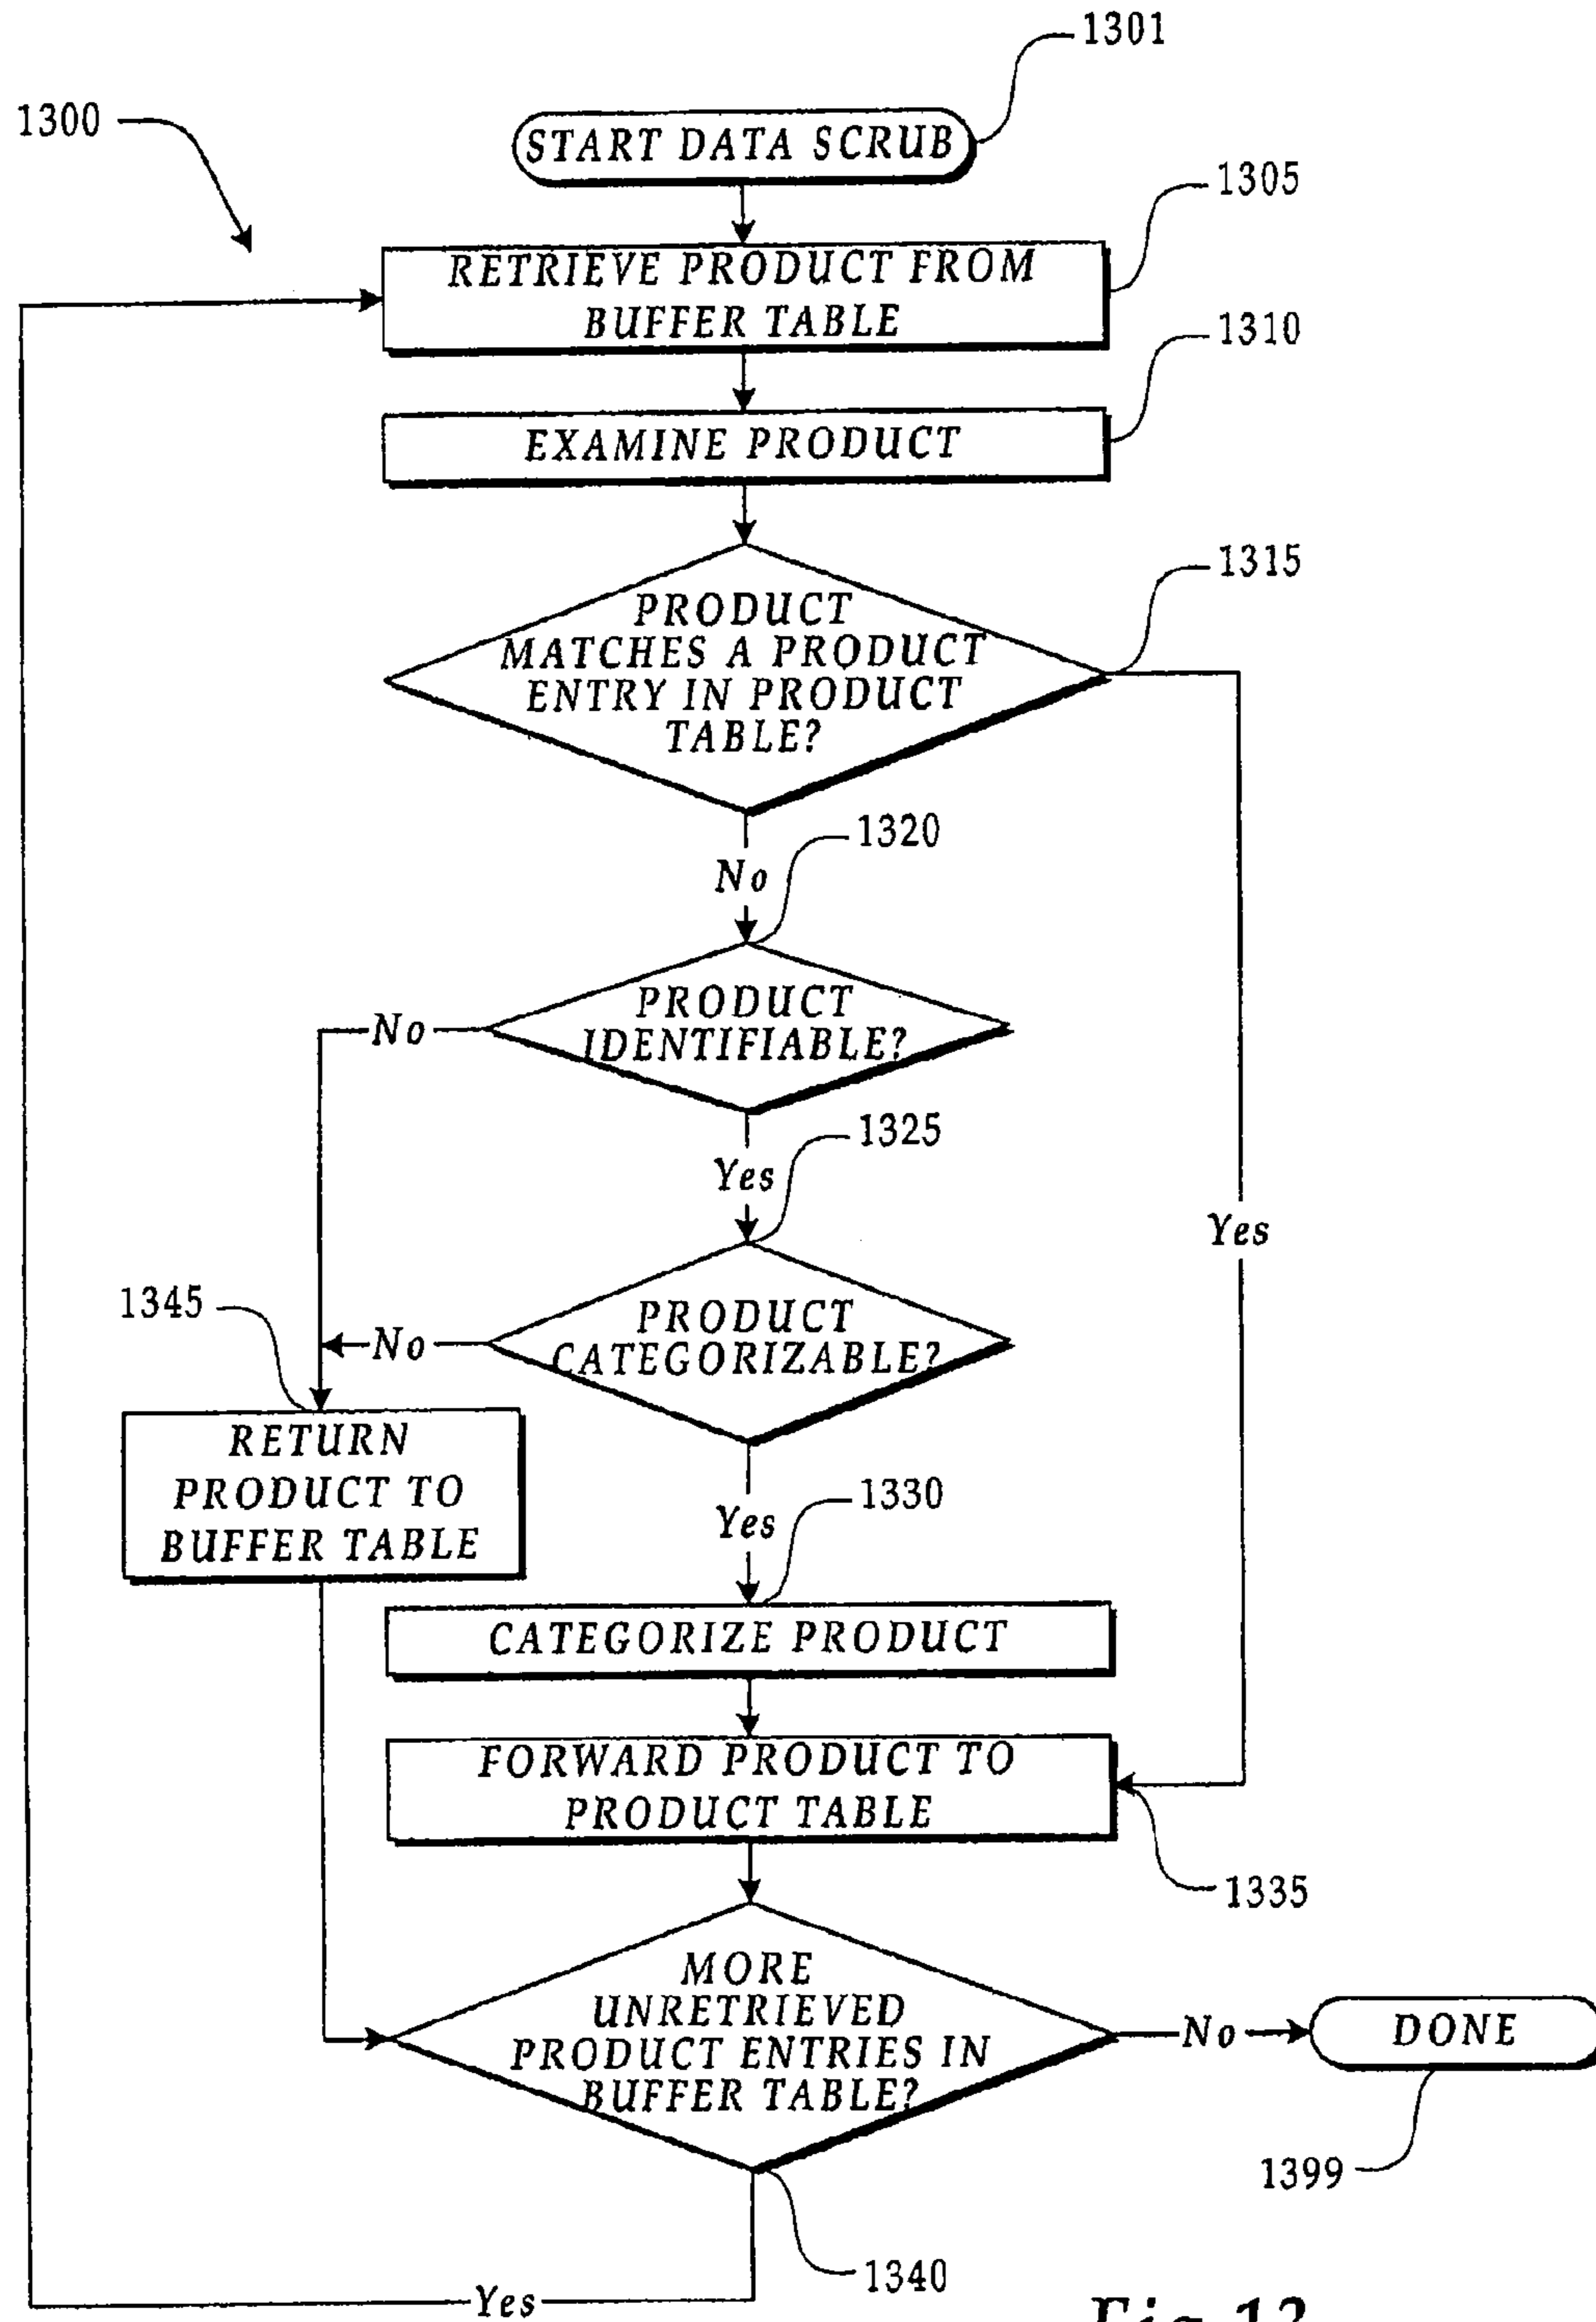 1301
1300
START DATA SCRUB
1305
RETRIEVE PRODUCT FROM
BUFFER TABLE
1310
EXAMINE PRODUCT
1315
PRODUCT
MATCHES A PRODUCT
ENTRY IN PRODUCT
TABLE?
1320
No
PRODUCT
IDENTIFIABLE?
No
1325
Yes
Yes
1345
PRODUCT
CATEGORIZABLE?
No
RETURN
PRODUCT TO
BUFFER TABLE
1330
Yes
CATEGORIZE PRODUCT
FORWARD PRODUCT TO
PRODUCT TABLE
1335
MORE
UNRETRIEVED
PRODUCT ENTRIES IN
BUFFER TABLE?
No
DONE
1399
1340
Yes